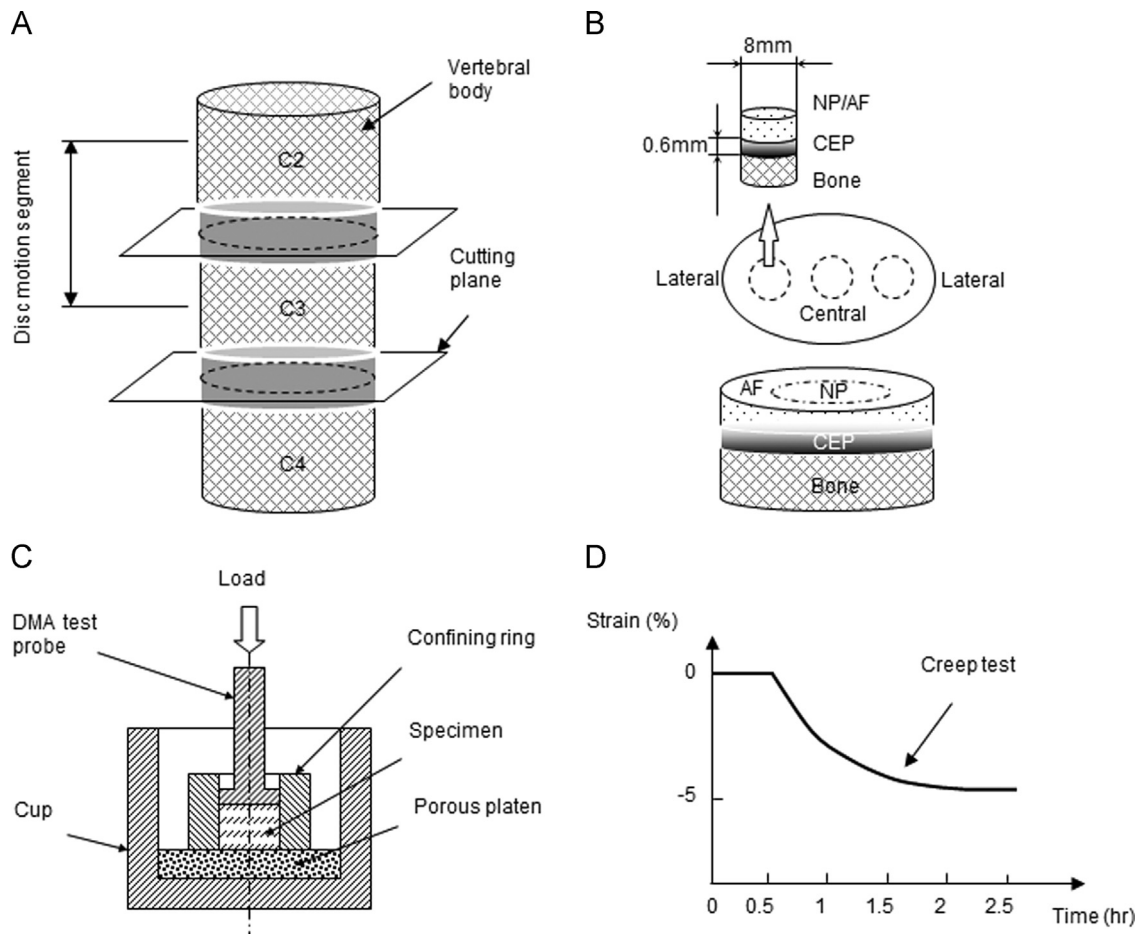 A
Vertebral
body
C2
Disc motion segment
Cutting
plane
C3
C4
B
8mm
NP/AF
0.6mm
CEP
Bone
Lateral
Lateral
Central
AF
NP
CEP
Bone
C
Load
DMA test
probe
Confining ring
Specimen
Porous platen
Cup
D
Strain (%)
0
Creep test
-5
0 0.5 1 1.5 2 2.5
Time (hr)